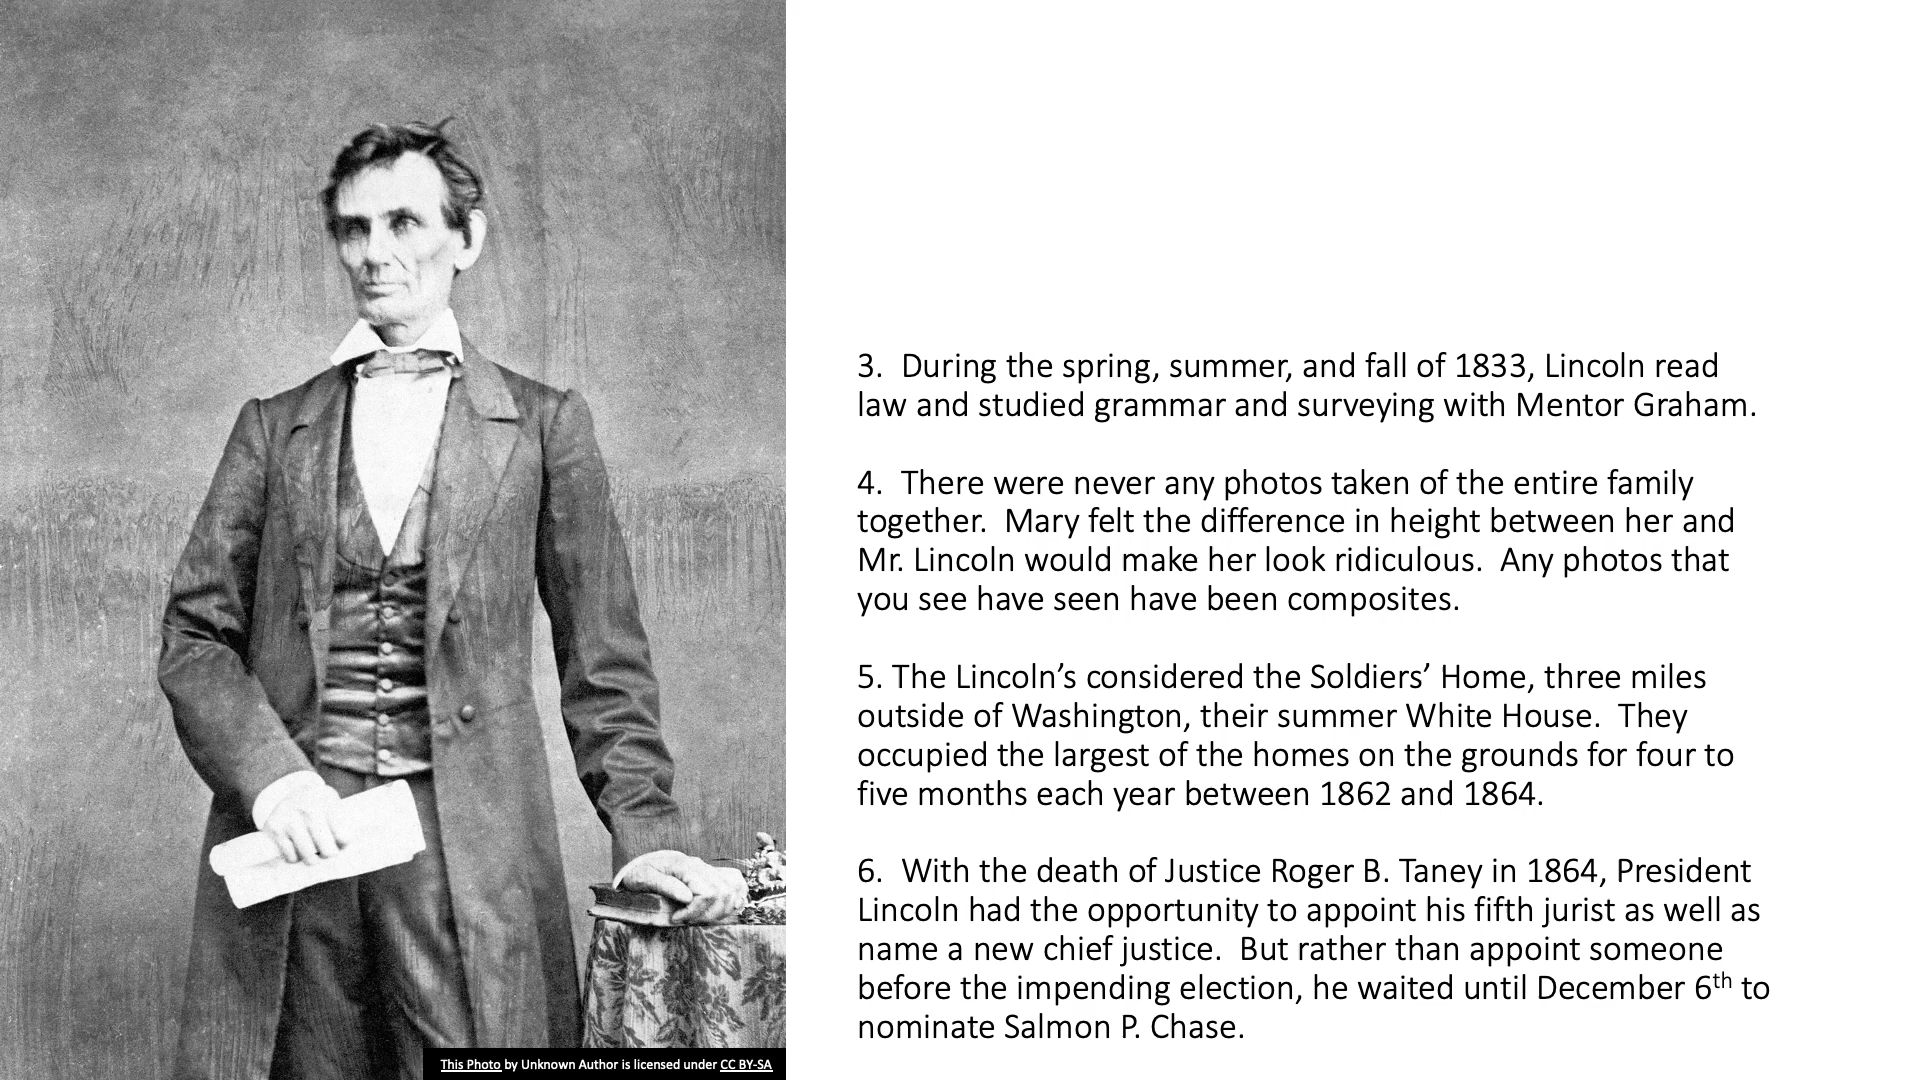 3.  During the spring, summer, and fall of 1833, Lincoln read
law and studied grammar and surveying with Mentor Graham.
4.  There were never any photos taken of the entire family
together.  Mary felt the difference in height between her and
Mr. Lincoln would make her look ridiculous.  Any photos that
you see have seen have been composites.
5. The Lincoln’s considered the Soldiers’ Home, three miles
outside of Washington, their summer White House.  They
occupied the largest of the homes on the grounds for four to
five months each year between 1862 and 1864.
6.  With the death of Justice Roger B. Taney in 1864, President
Lincoln had the opportunity to appoint his fifth jurist as well as
name a new chief justice.  But rather than appoint someone
before the impending election, he waited until December 6th to
nominate Salmon P. Chase.
This Photo by Unknown Author is licensed under CC BY-SA